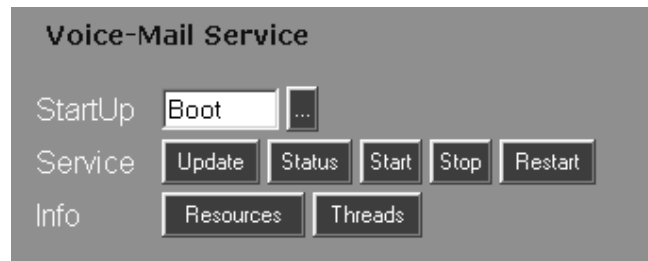 Voice-Mail Service
StartUp Boot ...
Service Update Status Start Stop Restart
Info Resources Threads